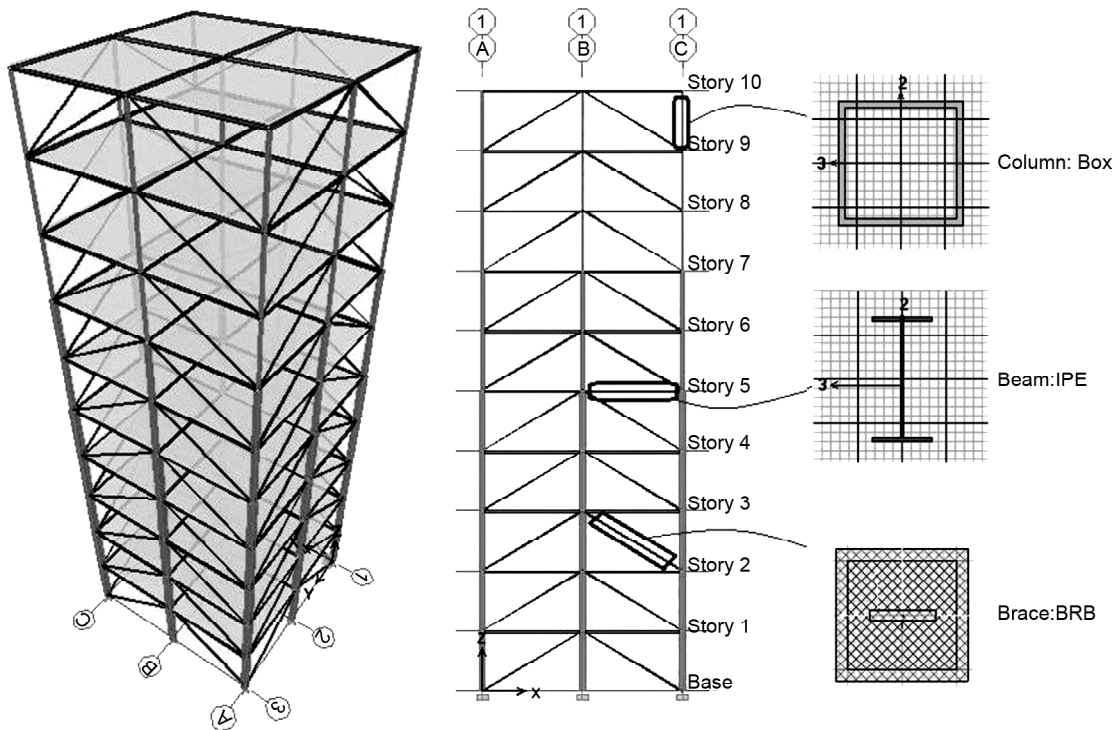 1 1 1
A B C
Story 10
Story 9
Story 8
Story 7
Story 6
Story 5
Story 4
Story 3
Story 2
Story 1
Base
Z
X
2
3
Column: Box
2
3
Beam:IPE
Brace:BRB
C
B
A
3
2
1
Y